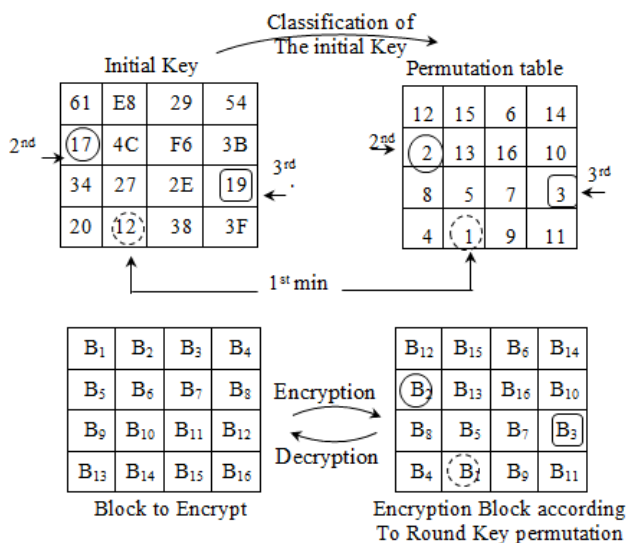 Classification of
The initial Key
Initial Key
Permutation table
61 E8 29 54
12 15 6 14
2nd 17 4C F6 3B
2nd 2 13 16 10
34 27 2E 19 3rd
8 5 7 3 3rd
20 12 38 3F
4 1 9 11
1st min
B1 B2 B3 B4
B5 B6 B7 B8
B9 B10 B11 B12
B13 B14 B15 B16
Block to Encrypt
Encryption
Decryption
B12 B15 B6 B14
B2 B13 B16 B10
B8 B5 B7 B3
B4 B1 B9 B11
Encryption Block according
To Round Key permutation